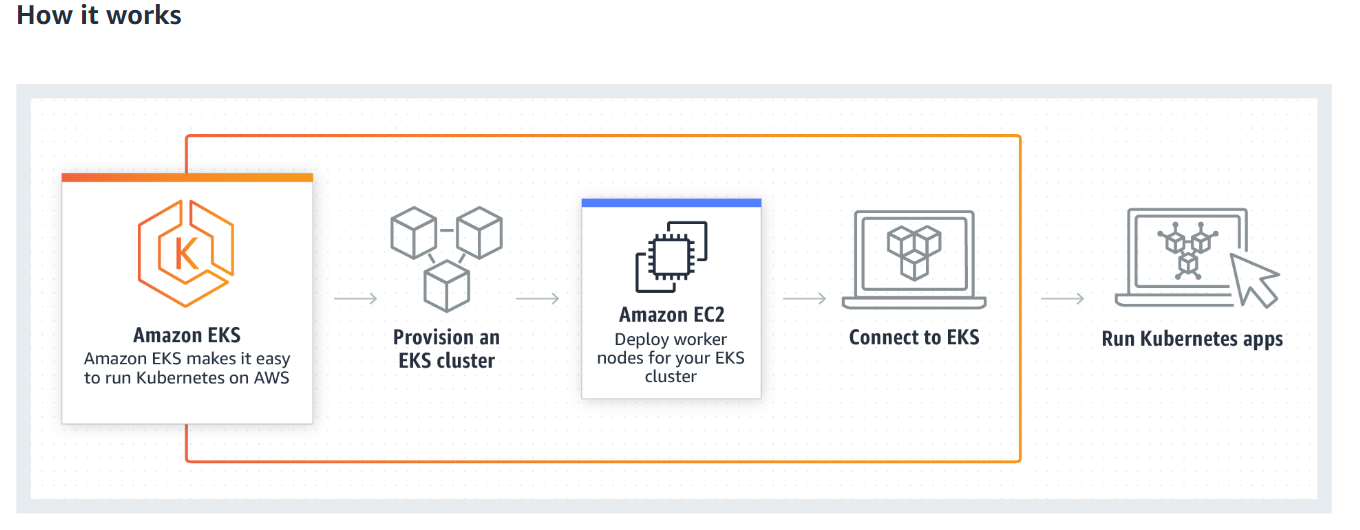 How it works
K
Amazon EKS
Amazon EKS makes it easy
to run Kubernetes on AWS
Provision an
EKS cluster
Amazon EC2
Deploy worker
nodes for your EKS
cluster
Connect to EKS
Run Kubernetes apps